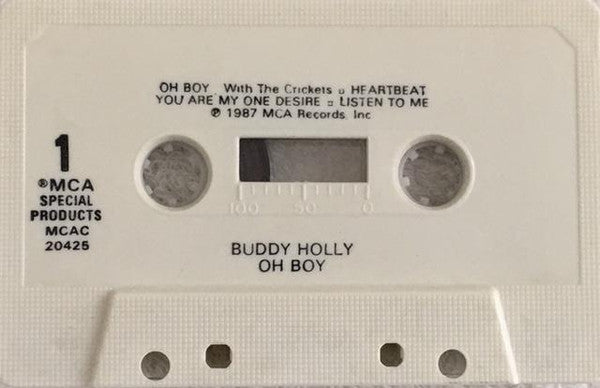 OH BOY With The Crickets ▫ HEARTBEAT
YOU ARE MY ONE DESIRE ▫ LISTEN TO ME
℗ 1987 MCA Records, Inc
1
®MCA
SPECIAL
PRODUCTS
MCAC
20425
100 50 0
BUDDY HOLLY
OH BOY